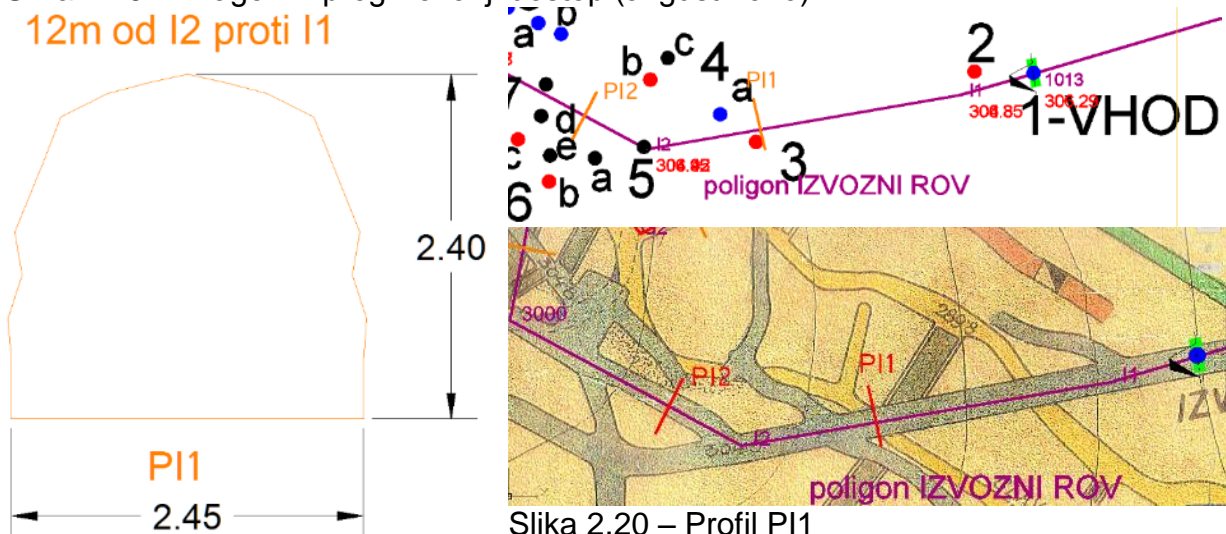 12m od I2 proti I1
2.40
PI1
2.45
a
b
b
c
4
a
PI1
PI2
7
d
e
c
a
6
b
5
I2
3
2
I1
1013
306.29
1-VHOD
poligon IZVOZNI ROV
3000
2898
PI2
PI1
I1
I2
IZV
poligon IZVOZNI ROV
Slika 2.20 – Profil PI1